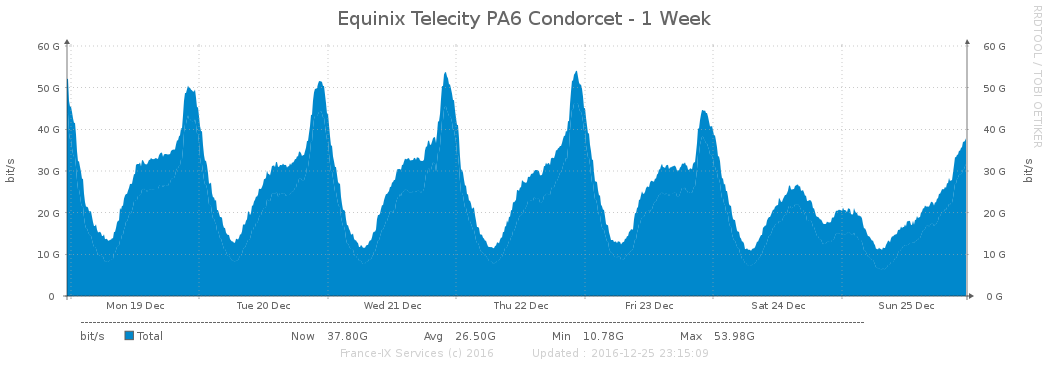 Equinix Telecity PA6 Condorcet - 1 Week
RRDTOOL / TOBI OETIKER
60 G 60 G
50 G 50 G
40 G 40 G
30 G 30 G
20 G 20 G
10 G 10 G
0 0 G
bit/s bit/s
Mon 19 Dec Tue 20 Dec Wed 21 Dec Thu 22 Dec Fri 23 Dec Sat 24 Dec Sun 25 Dec
bit/s Total Now 37.80G Avg 26.50G Min 10.78G Max 53.98G
France-IX Services (c) 2016 Updated : 2016-12-25 23:15:09